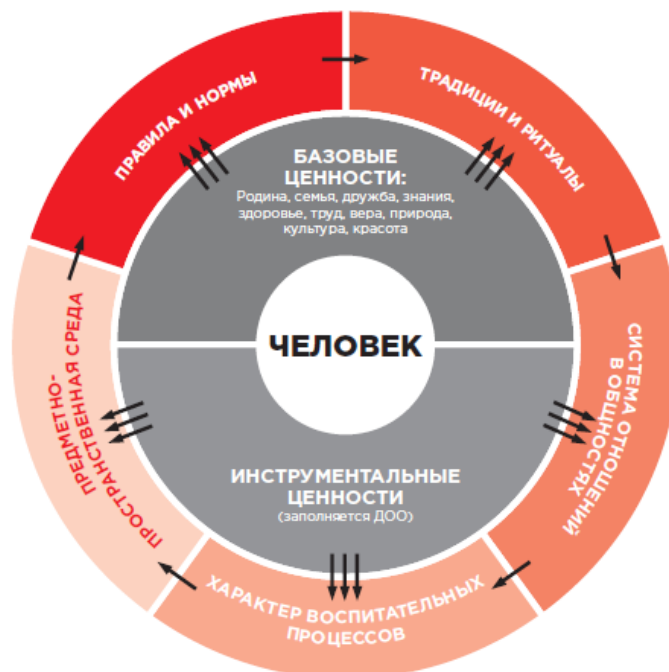 ПРАВИЛА И НОРМЫ
ТРАДИЦИИ И РИТУАЛЫ
БАЗОВЫЕ
ЦЕННОСТИ:
Родина, семья, дружба, знания,
здоровье, труд, вера, природа,
культура, красота
ЧЕЛОВЕК
СИСТЕМА ОТНОШЕНИЙ
В ОБЩНОСТЯХ
ПРЕДМЕТНО-
ПРОСТРАНСТВЕННАЯ СРЕДА
ИНСТРУМЕНТАЛЬНЫЕ
ЦЕННОСТИ
(заполняется ДОО)
ХАРАКТЕР ВОСПИТАТЕЛЬНЫХ
ПРОЦЕССОВ